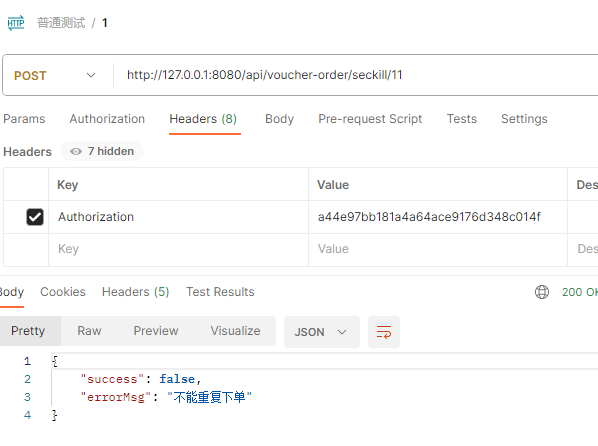 HTTP 普通测试 / 1
POST http://127.0.0.1:8080/api/voucher-order/seckill/11
Params Authorization Headers (8) Body Pre-request Script Tests Settings
Headers 7 hidden
Key Value Des
Authorization a44e97bb181a4a64ace9176d348c014f
Key Value Des
Body Cookies Headers (5) Test Results 200 OK
Pretty Raw Preview Visualize JSON
1 {
2 "success": false,
3 "errorMsg": "不能重复下单"
4 }